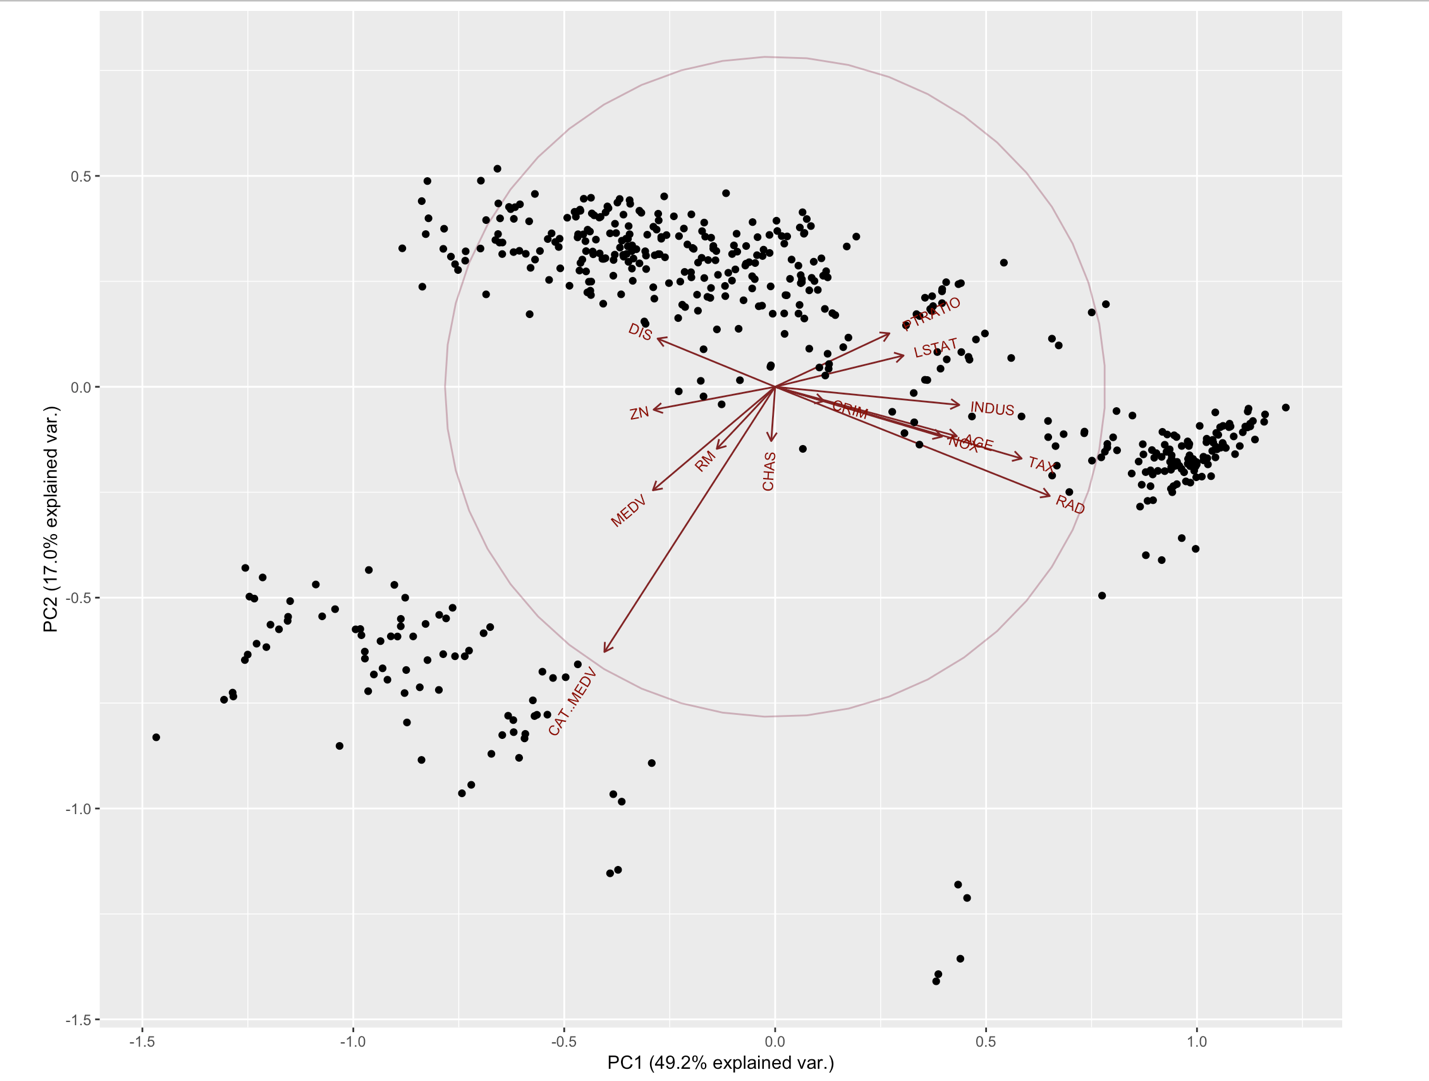 0.5
0.0
-0.5
-1.0
-1.5
PC2 (17.0% explained var.)
PTRATIO
DIS
LSTAT
ZN
CRIM
INDUS
AGE
NOX
RM
CHAS
TAX
RAD
MEDV
CAT..MEDV
-1.5 -1.0 -0.5 0.0 0.5 1.0
PC1 (49.2% explained var.)